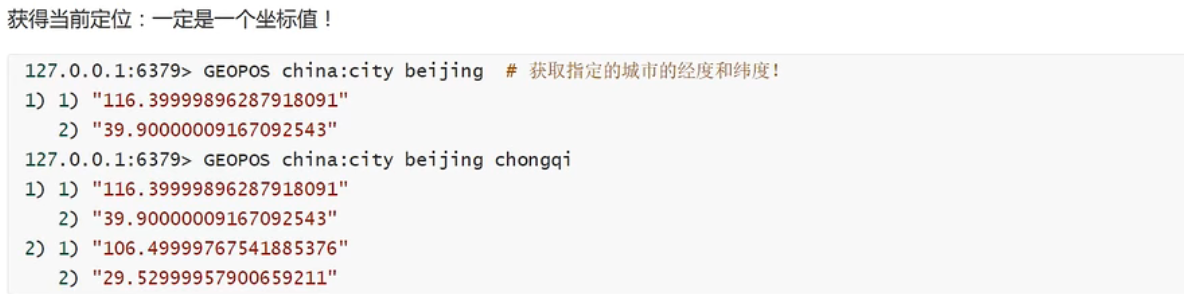 获得当前定位：一定是一个坐标值！
127.0.0.1:6379> GEOPOS china:city beijing # 获取指定的城市的经度和纬度！
1) 1) "116.39999896287918091"
2) "39.90000009167092543"
127.0.0.1:6379> GEOPOS china:city beijing chongqi
1) 1) "116.39999896287918091"
2) "39.90000009167092543"
2) 1) "106.49999767541885376"
2) "29.52999957900659211"